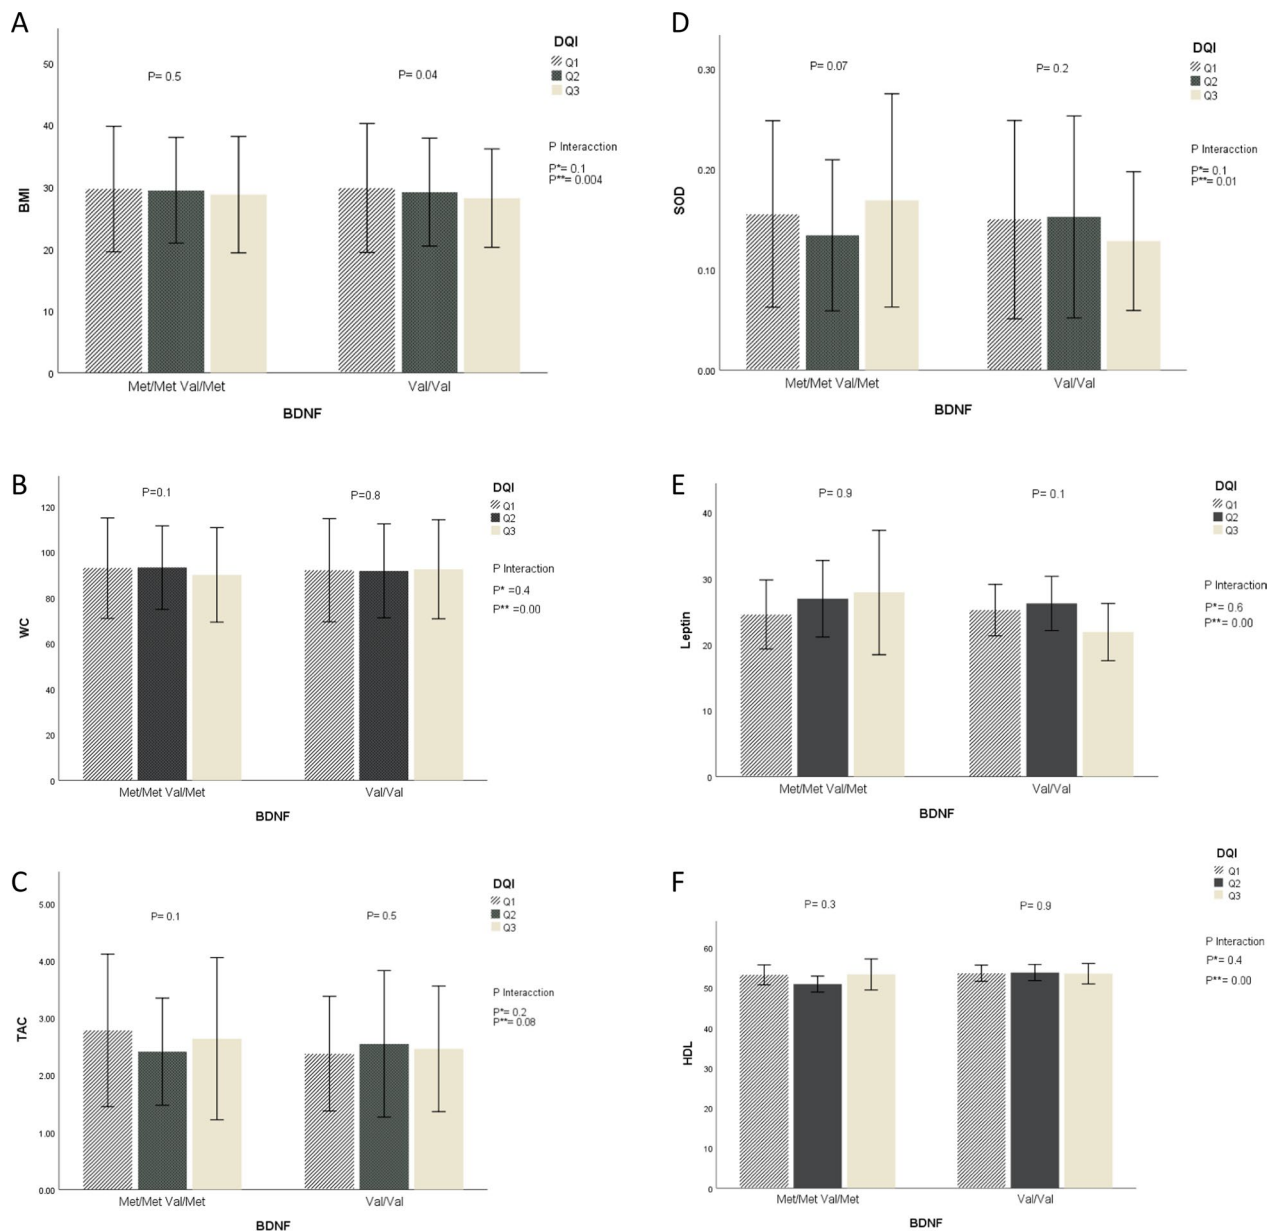 A
DQI
Q1
Q2
Q3
P= 0.5
P= 0.04
P Interacction
P*= 0.1
P**= 0.004
BMI
50
40
30
20
10
0
Met/Met Val/Met
Val/Val
BDNF
D
DQI
Q1
Q2
Q3
P= 0.07
P= 0.2
P Interacction
P*= 0.1
P**= 0.01
SOD
0.30
0.20
0.10
0.00
Met/Met Val/Met
Val/Val
BDNF
B
DQI
Q1
Q2
Q3
P=0.1
P=0.8
P Interaction
P* =0.4
P** =0.00
WC
120
100
80
60
40
20
0
Met/Met Val/Met
Val/Val
BDNF
E
DQI
Q1
Q2
Q3
P= 0.9
P= 0.1
P Interaction
P*= 0.6
P**= 0.00
Leptin
40
30
20
10
0
Met/Met Val/Met
Val/Val
BDNF
C
DQI
Q1
Q2
Q3
P= 0.1
P= 0.5
P Interacction
P*= 0.2
P**= 0.08
TAC
5.00
4.00
3.00
2.00
1.00
0.00
Met/Met Val/Met
Val/Val
BDNF
F
DQI
Q1
Q2
Q3
P= 0.3
P= 0.9
P Interaction
P*= 0.4
P**= 0.00
HDL
60
50
40
30
20
10
0
Met/Met Val/Met
Val/Val
BDNF